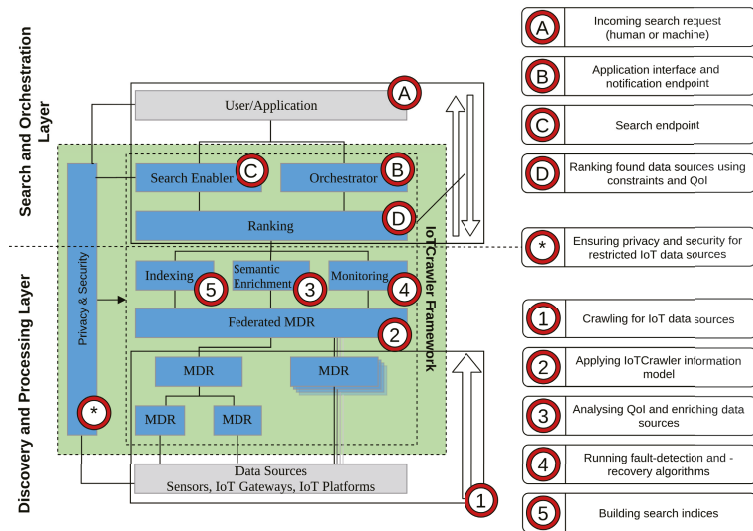 Search and Orchestration
Layer
Discovery and Processing Layer
A
User/Application
Search Enabler
C
Orchestrator
B
Ranking
D
Privacy & Security
*
Indexing
5
Semantic
Enrichment
3
Monitoring
4
Federated MDR
2
IoTCrawler Framework
MDR
MDR
MDR
MDR
Data Sources
Sensors, IoT Gateways, IoT Platforms
1
A
Incoming search request
(human or machine)
B
Application interface and
notification endpoint
C
Search endpoint
D
Ranking found data sources using
constraints and QoI
*
Ensuring privacy and security for
restricted IoT data sources
1
Crawling for IoT data sources
2
Applying IoTCrawler information
model
3
Analysing QoI and enriching data
sources
4
Running fault-detection and -
recovery algorithms
5
Building search indices